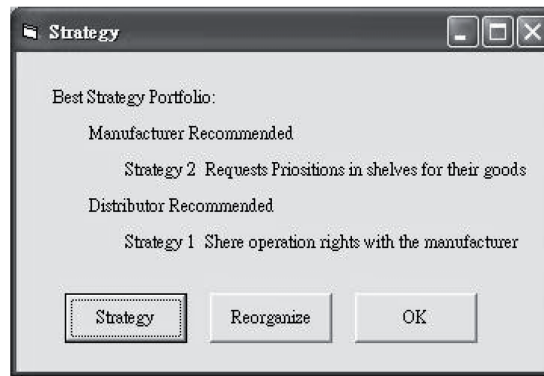 Strategy
Best Strategy Portfolio:
Manufacturer Recommended
Strategy 2 Requests Priositions in shelves for their goods
Distributor Recommended
Strategy 1 Shere operation rights with the manufacturer
Strategy
Reorganize
OK